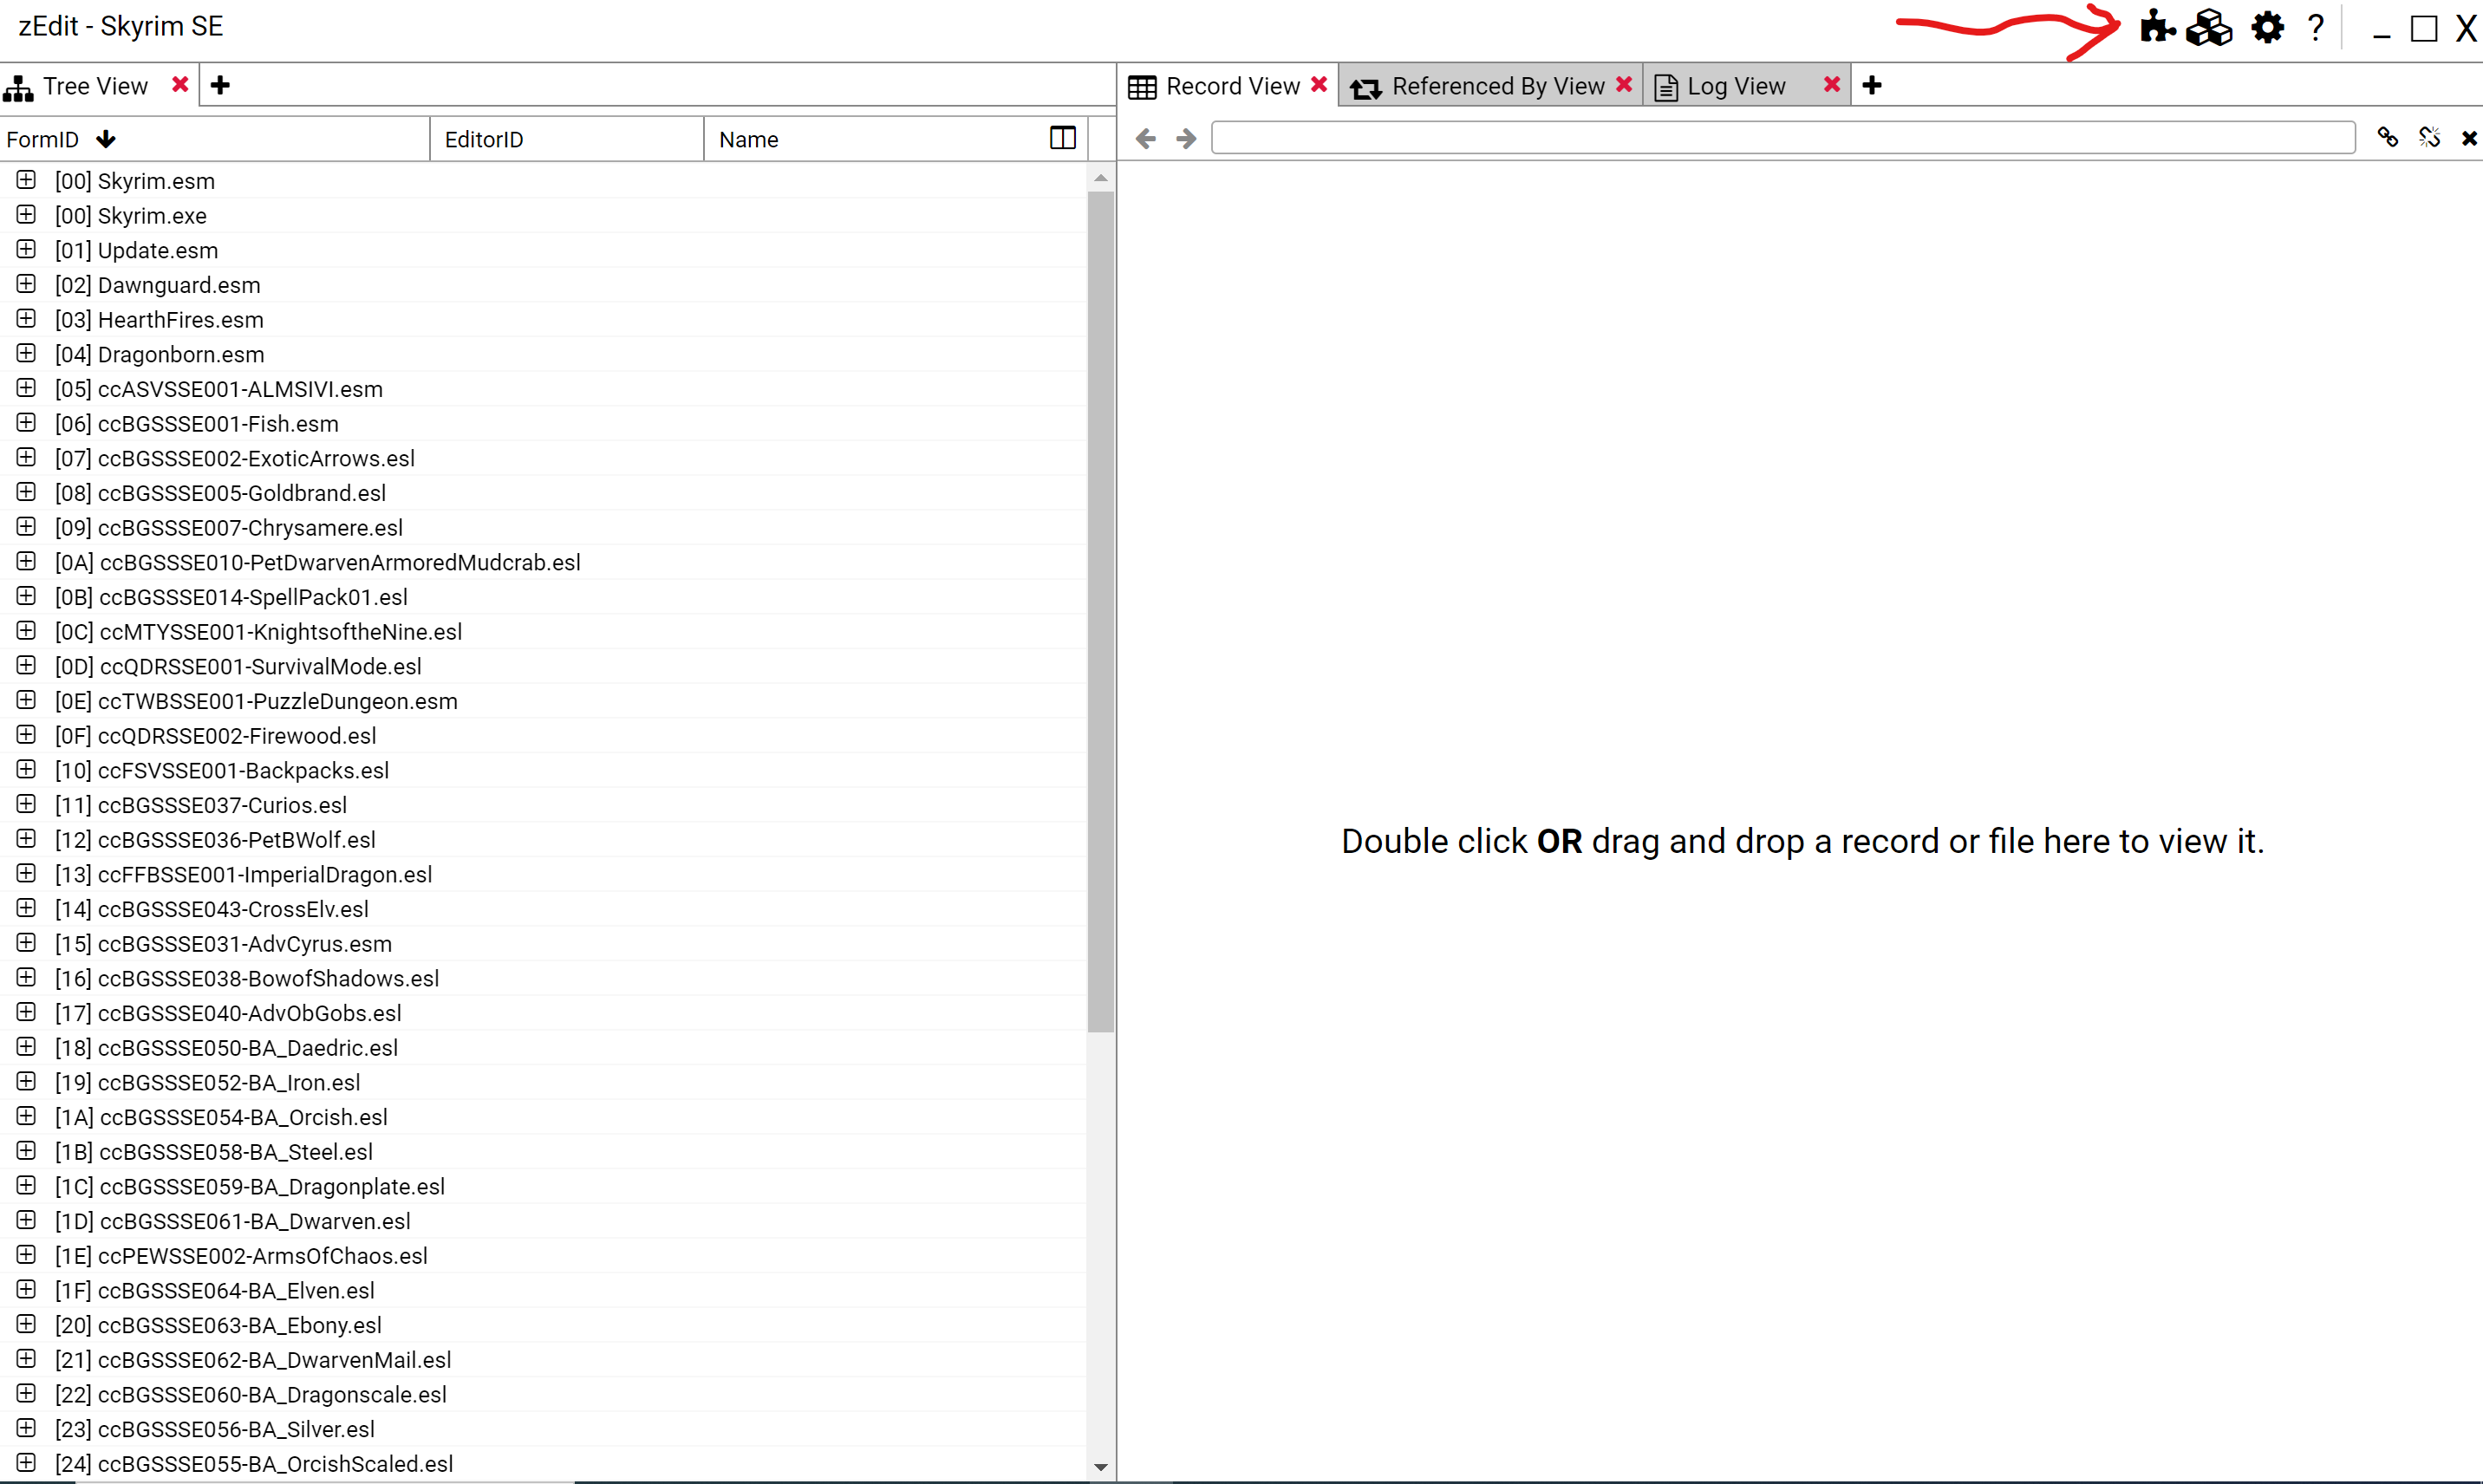 zEdit - Skyrim SE
?
X
Tree View
Record View
Referenced By View
Log View
FormID
EditorID
Name
[00] Skyrim.esm
[00] Skyrim.exe
[01] Update.esm
[02] Dawnguard.esm
[03] HearthFires.esm
[04] Dragonborn.esm
[05] ccASVSSE001-ALMSIVI.esm
[06] ccBGSSSE001-Fish.esm
[07] ccBGSSSE002-ExoticArrows.esl
[08] ccBGSSSE005-Goldbrand.esl
[09] ccBGSSSE007-Chrysamere.esl
[0A] ccBGSSSE010-PetDwarvenArmoredMudcrab.esl
[0B] ccBGSSSE014-SpellPack01.esl
[0C] ccMTYSSE001-KnightsoftheNine.esl
[0D] ccQDRSSE001-SurvivalMode.esl
[0E] ccTWBSSE001-PuzzleDungeon.esm
[0F] ccQDRSSE002-Firewood.esl
[10] ccFSVSSE001-Backpacks.esl
[11] ccBGSSSE037-Curios.esl
[12] ccBGSSSE036-PetBWolf.esl
[13] ccFFBSSE001-ImperialDragon.esl
[14] ccBGSSSE043-CrossElv.esl
[15] ccBGSSSE031-AdvCyrus.esm
[16] ccBGSSSE038-BowofShadows.esl
[17] ccBGSSSE040-AdvObGobs.esl
[18] ccBGSSSE050-BA_Daedric.esl
[19] ccBGSSSE052-BA_Iron.esl
[1A] ccBGSSSE054-BA_Orcish.esl
[1B] ccBGSSSE058-BA_Steel.esl
[1C] ccBGSSSE059-BA_Dragonplate.esl
[1D] ccBGSSSE061-BA_Dwarven.esl
[1E] ccPEWSSE002-ArmsOfChaos.esl
[1F] ccBGSSSE064-BA_Elven.esl
[20] ccBGSSSE063-BA_Ebony.esl
[21] ccBGSSSE062-BA_DwarvenMail.esl
[22] ccBGSSSE060-BA_Dragonscale.esl
[23] ccBGSSSE056-BA_Silver.esl
[24] ccBGSSSE055-BA_OrcishScaled.esl
Double click OR drag and drop a record or file here to view it.